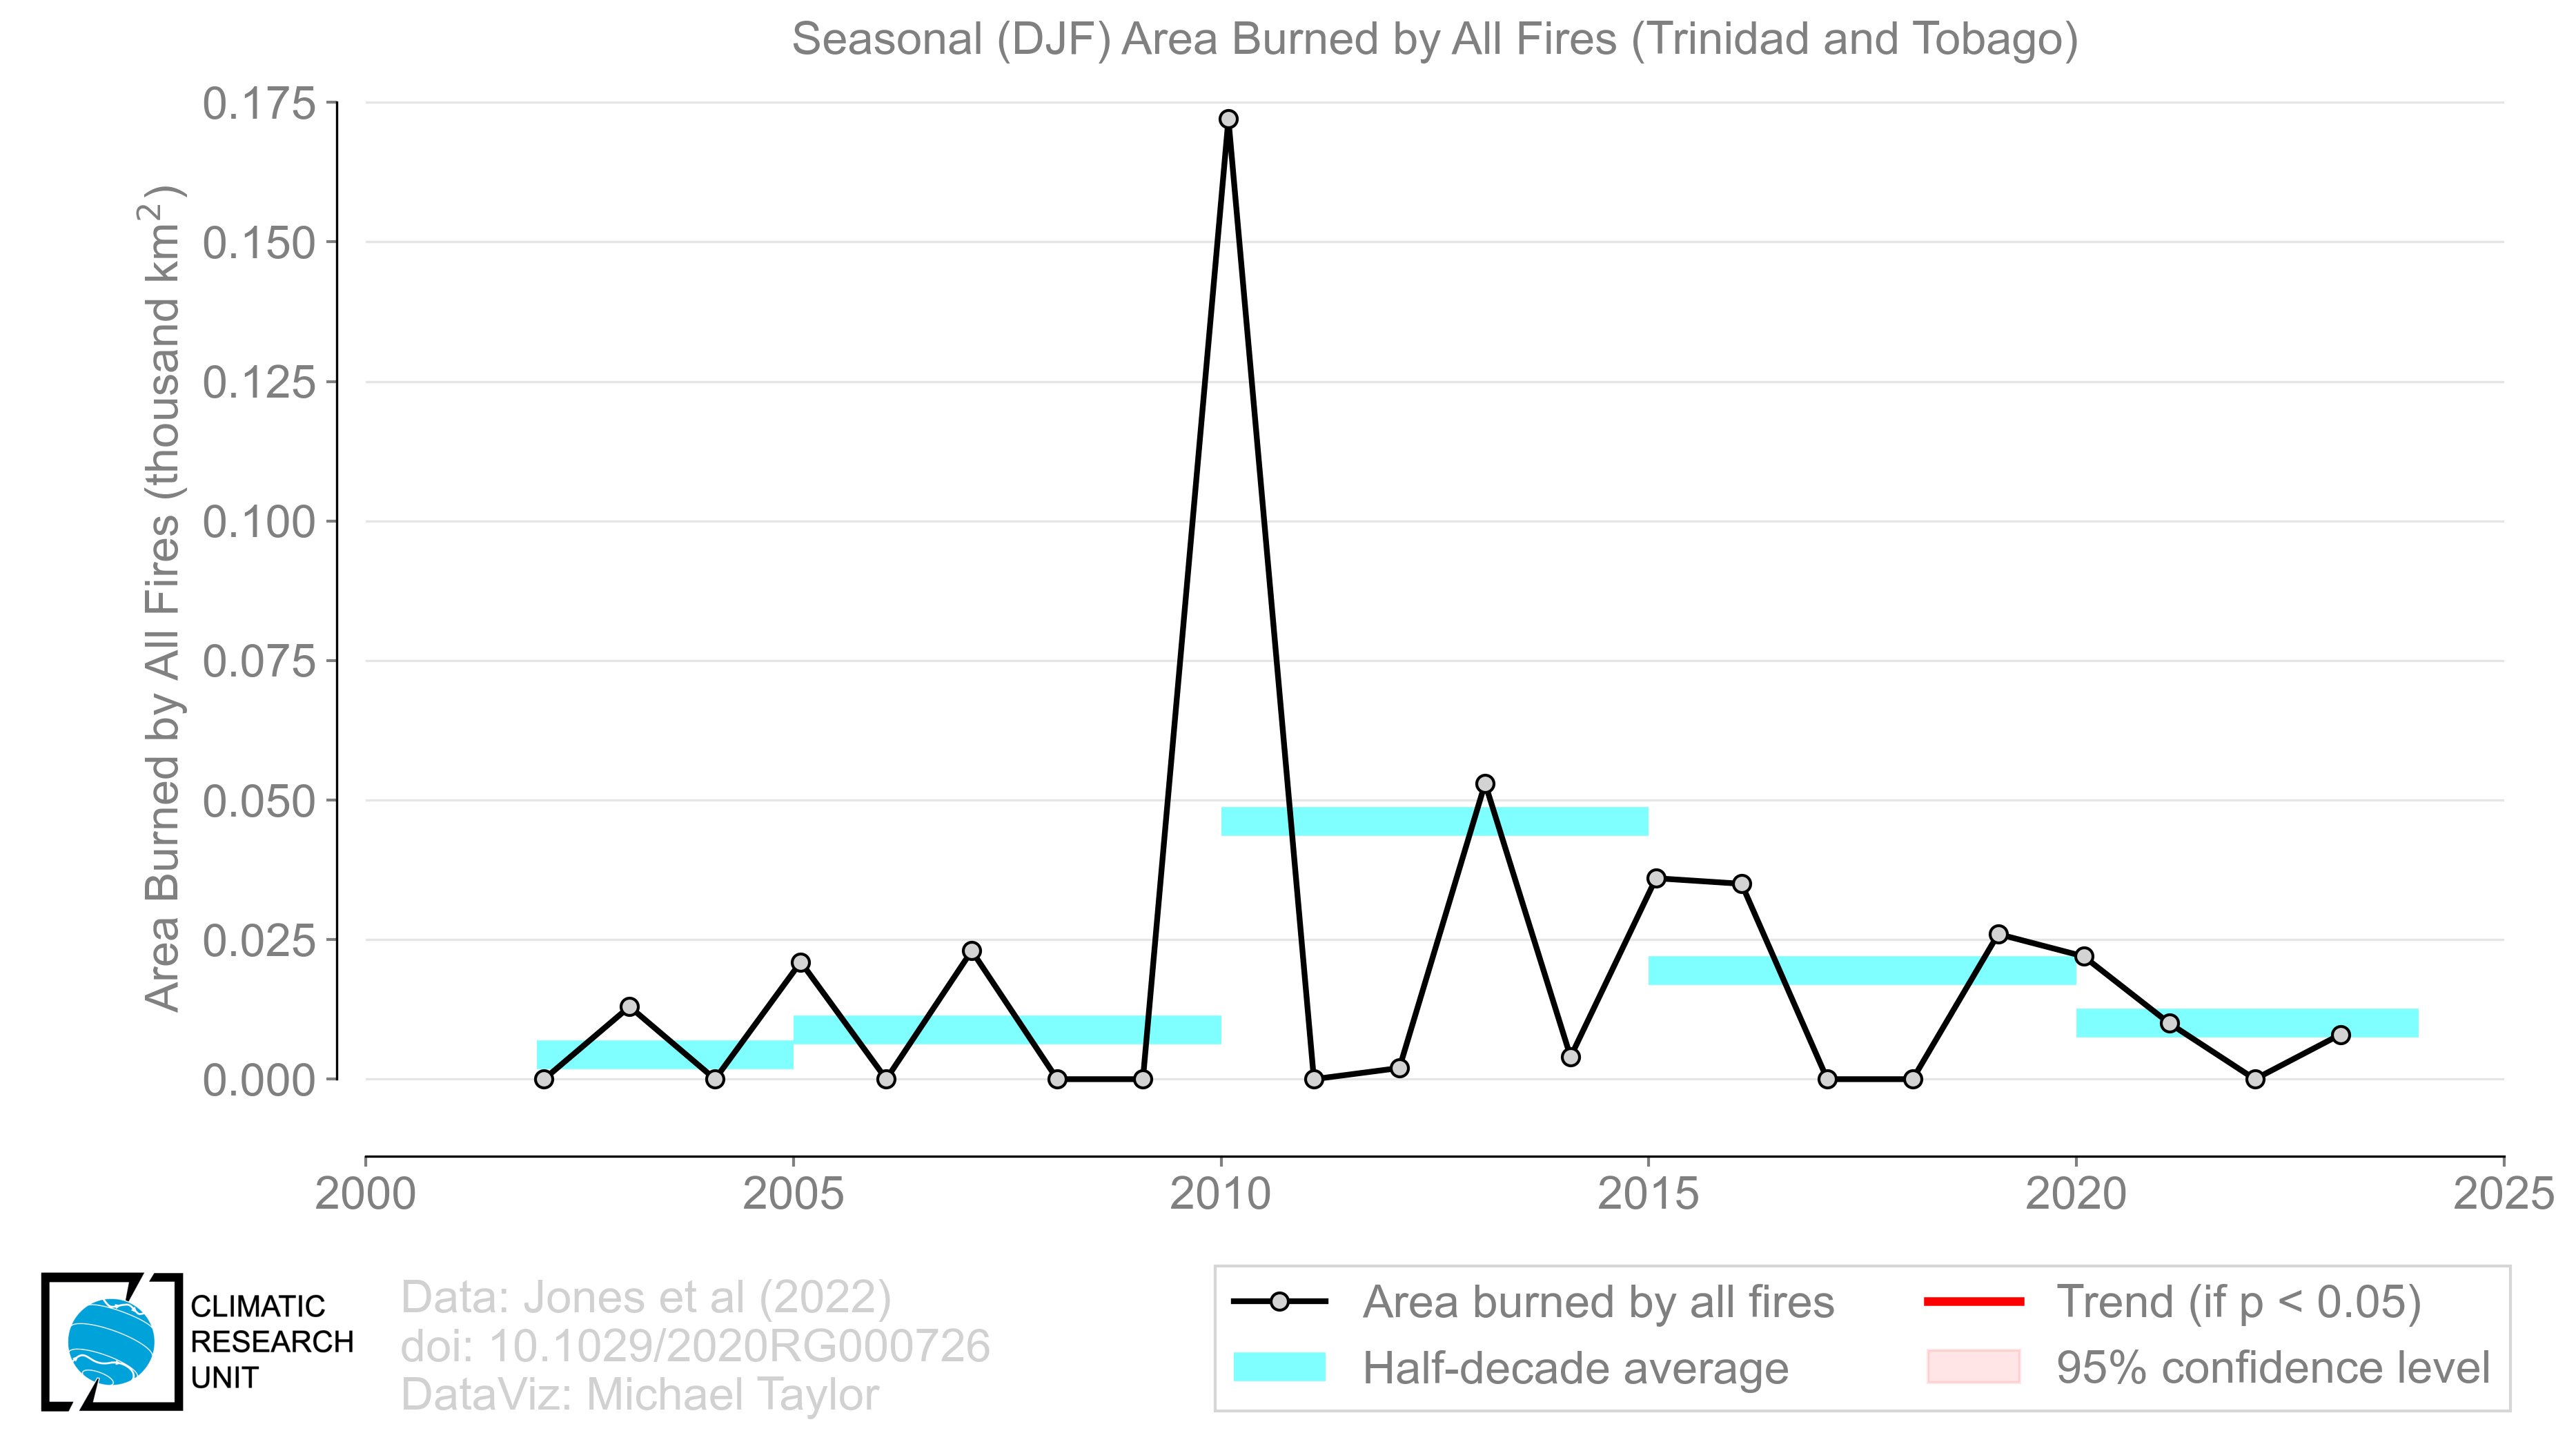 Seasonal (DJF) Area Burned by All Fires (Trinidad and Tobago)
Area Burned by All Fires (thousand km²)
0.175
0.150
0.125
0.100
0.075
0.050
0.025
0.000
2000 2005 2010 2015 2020 2025
CLIMATIC
RESEARCH
UNIT
Data: Jones et al (2022)
doi: 10.1029/2020RG000726
DataViz: Michael Taylor
Area burned by all fires
Half-decade average
Trend (if p < 0.05)
95% confidence level